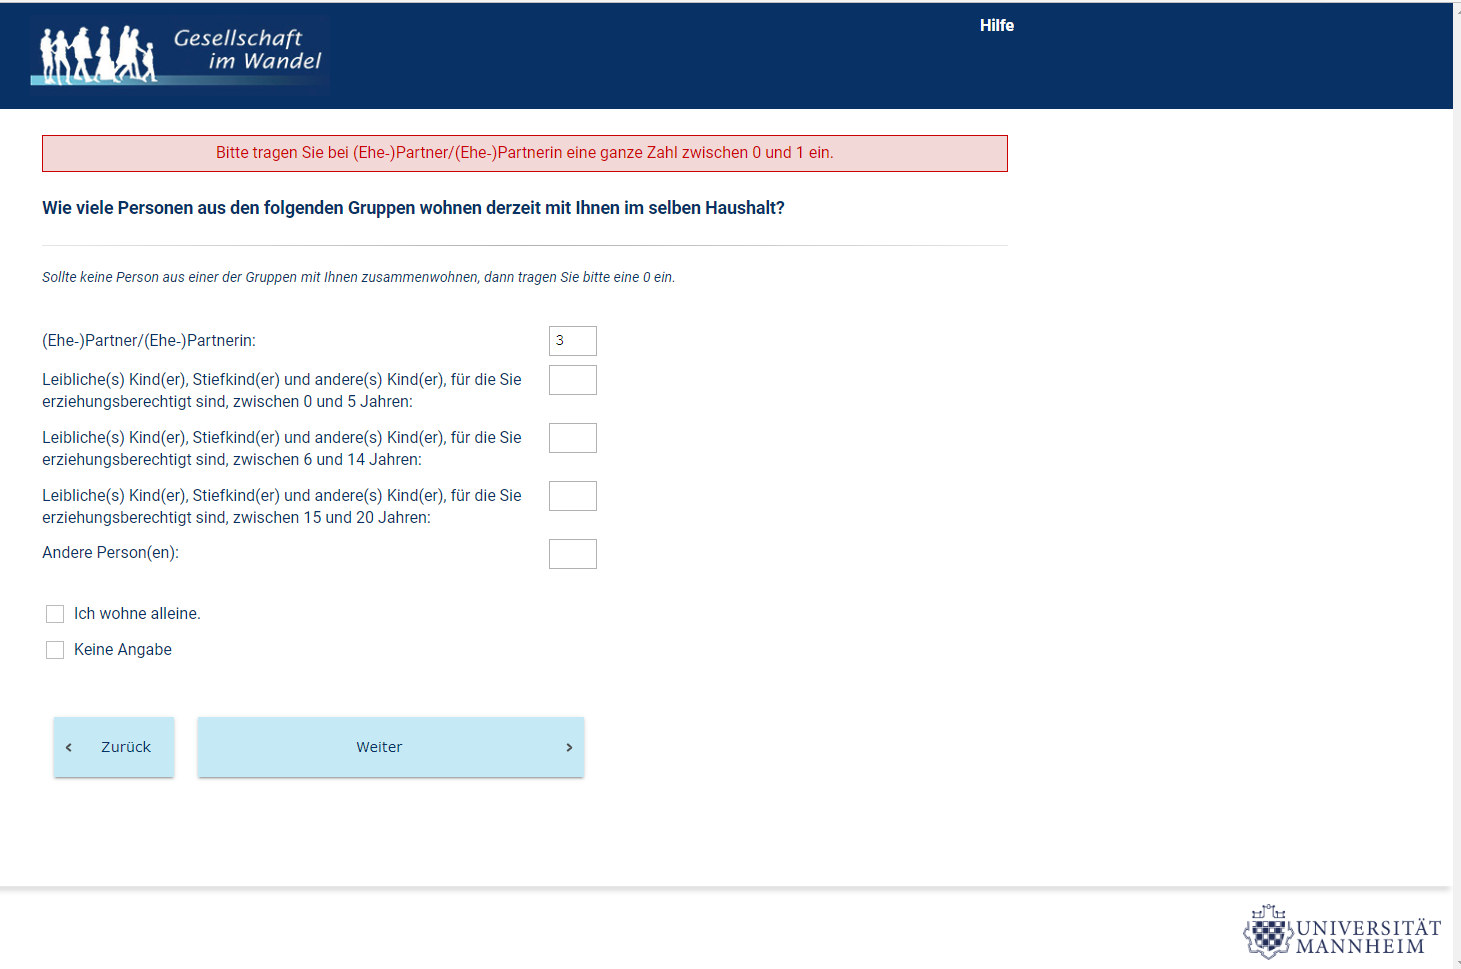 Gesellschaft
im Wandel
Hilfe
Bitte tragen Sie bei (Ehe-)Partner/(Ehe-)Partnerin eine ganze Zahl zwischen 0 und 1 ein.
Wie viele Personen aus den folgenden Gruppen wohnen derzeit mit Ihnen im selben Haushalt?
Sollte keine Person aus einer der Gruppen mit Ihnen zusammenwohnen, dann tragen Sie bitte eine 0 ein.
(Ehe-)Partner/(Ehe-)Partnerin: 3
Leibliche(s) Kind(er), Stiefkind(er) und andere(s) Kind(er), für die Sie
erziehungsberechtigt sind, zwischen 0 und 5 Jahren:
Leibliche(s) Kind(er), Stiefkind(er) und andere(s) Kind(er), für die Sie
erziehungsberechtigt sind, zwischen 6 und 14 Jahren:
Leibliche(s) Kind(er), Stiefkind(er) und andere(s) Kind(er), für die Sie
erziehungsberechtigt sind, zwischen 15 und 20 Jahren:
Andere Person(en):
Ich wohne alleine.
Keine Angabe
‹ Zurück
Weiter ›
UNIVERSITÄT
MANNHEIM